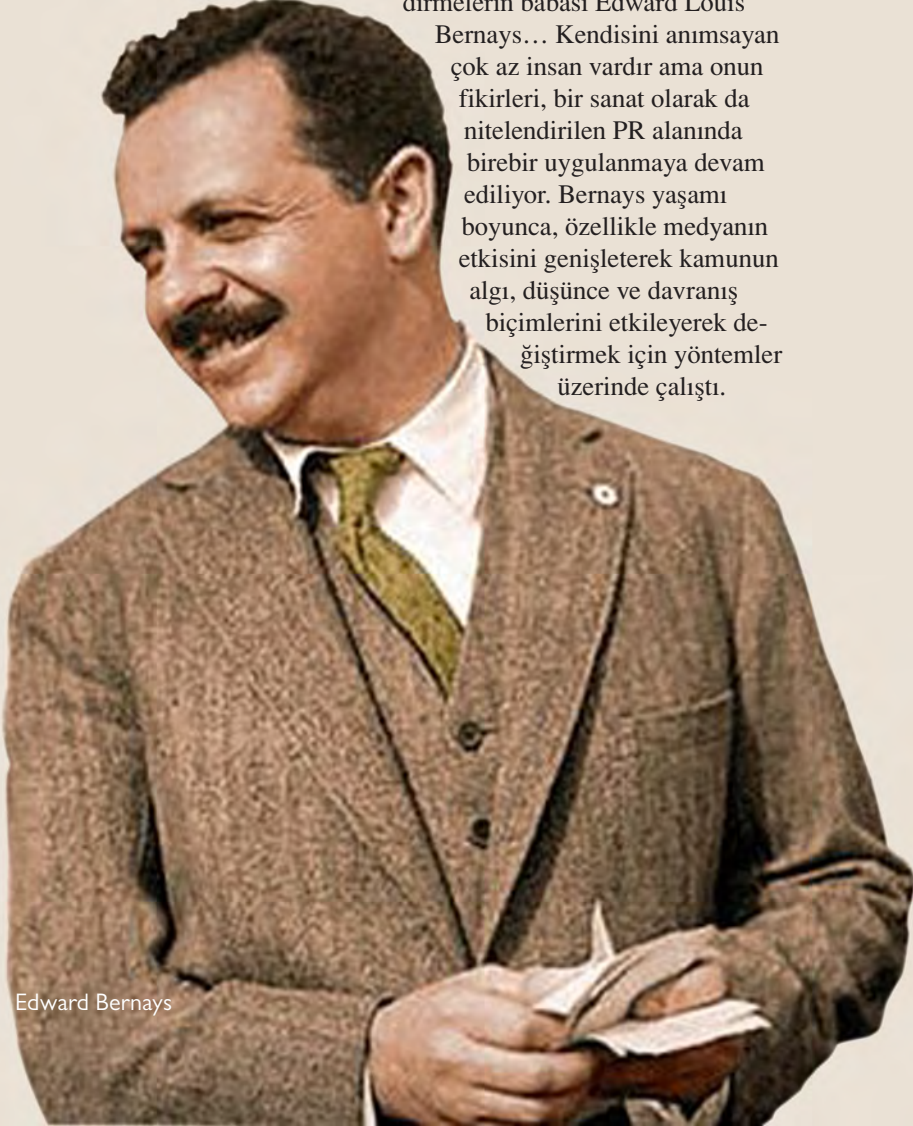 dirmelerin babası Edward Louis
Bernays… Kendisini anımsayan
çok az insan vardır ama onun
fikirleri, bir sanat olarak da
nitelendirilen PR alanında
birebir uygulanmaya devam
ediliyor. Bernays yaşamı
boyunca, özellikle medyanın
etkisini genişleterek kamunun
algı, düşünce ve davranış
biçimlerini etkileyerek de-
ğiştirmek için yöntemler
üzerinde çalıştı.
Edward Bernays